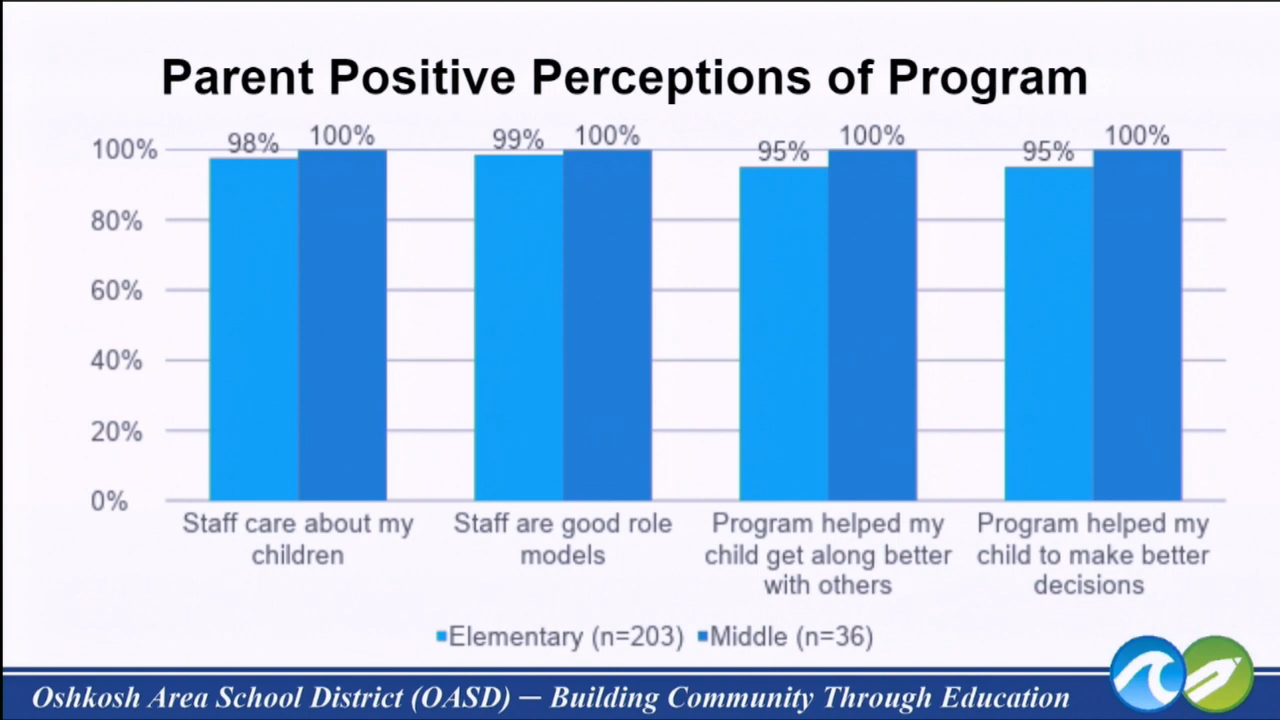 Parent Positive Perceptions of Program
98% 100% 99% 100% 95% 100% 95% 100%
100%
80%
60%
40%
20%
0%
Staff care about my
children
Staff are good role
models
Program helped my
child get along better
with others
Program helped my
child to make better
decisions
Elementary (n=203) Middle (n=36)
Oshkosh Area School District (OASD) — Building Community Through Education